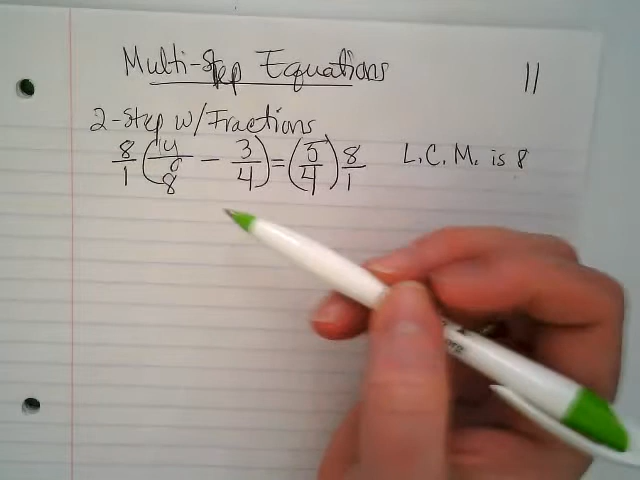 Multi-Step Equations 11
2-Step w/Fractions
8/1 (y/8 - 3/4) = (5/4) 8/1 L.C.M. is 8